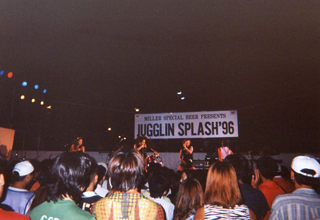 MILLER SPECIAL BEER PRESENTS
JUGGLIN SPLASH'96